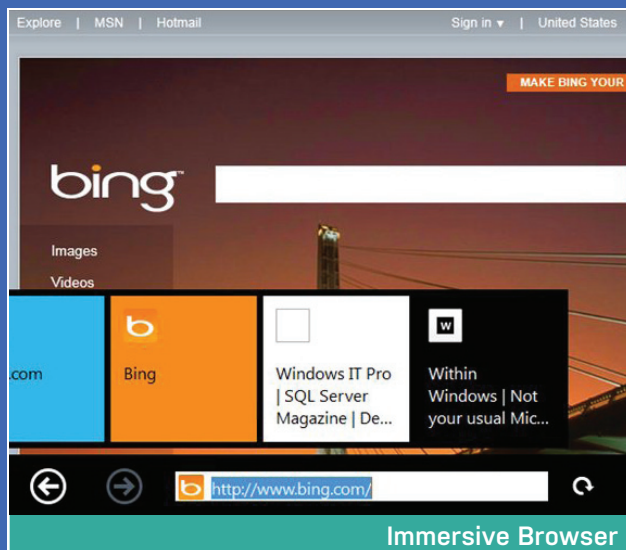 Explore | MSN | Hotmail
Sign in ▾ | United States
MAKE BING YOUR
bing™
Images
Videos
.com
b
Bing
Windows IT Pro
| SQL Server
Magazine | De...
W
Within
Windows | Not
your usual Mic...
b http://www.bing.com/
Immersive Browser